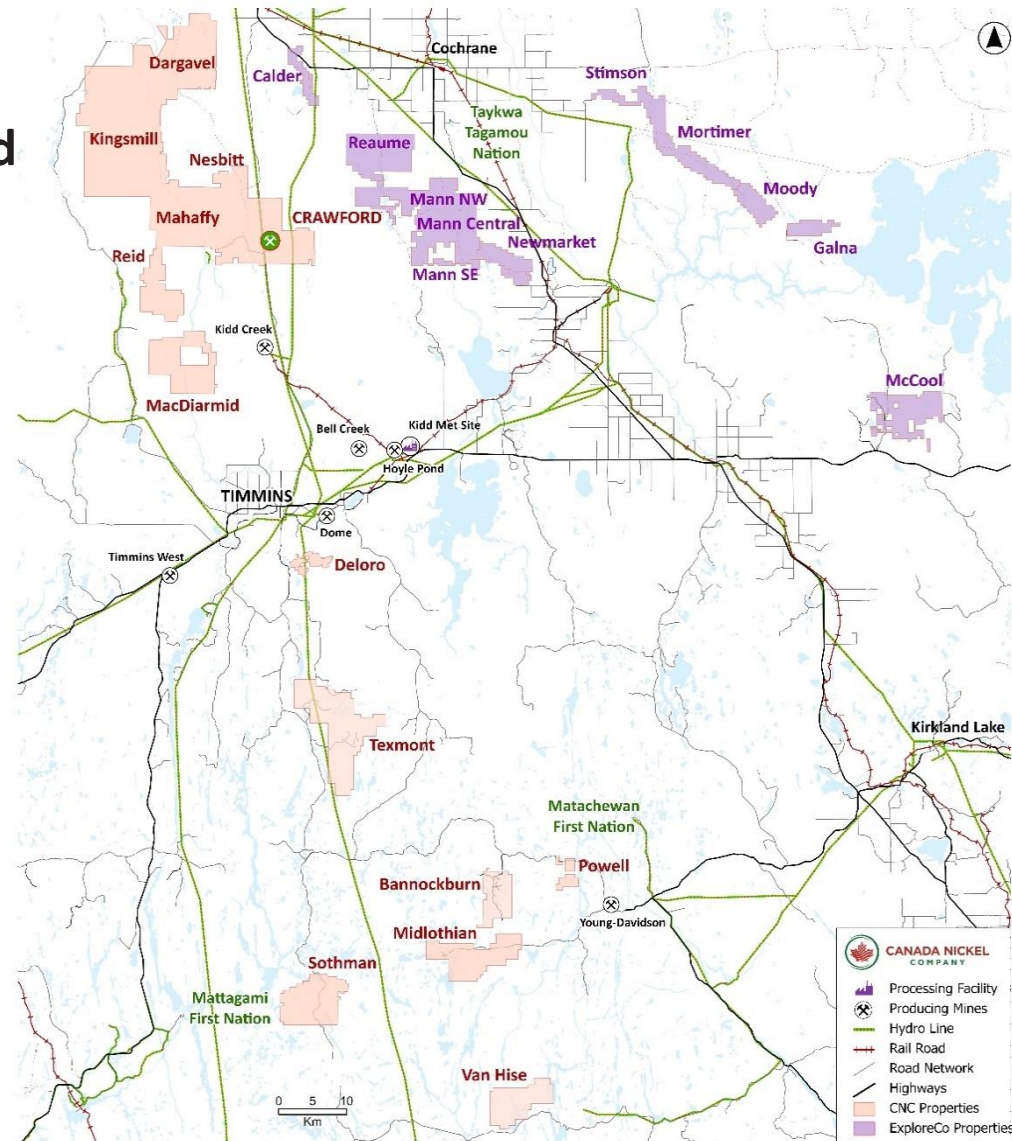 Cochrane
Dargavel
Calder
Stimson
d
Taykwa
Tagamou
Nation
Kingsmill
Mortimer
Reaume
Nesbitt
Moody
Mann NW
Mahaffy
CRAWFORD
Mann Central
Newmarket
Galna
Reid
Mann SE
Kidd Creek
McCool
MacDiarmid
Bell Creek
Kidd Met Site
Hoyle Pond
TIMMINS
Dome
Timmins West
Deloro
Kirkland Lake
Texmont
Matachewan
First Nation
Powell
Bannockburn
Young-Davidson
Midlothian
Sothman
Mattagami
First Nation
Van Hise
0 5 10
Km
CANADA NICKEL
COMPANY
Processing Facility
Producing Mines
Hydro Line
Rail Road
Road Network
Highways
CNC Properties
ExploreCo Properties